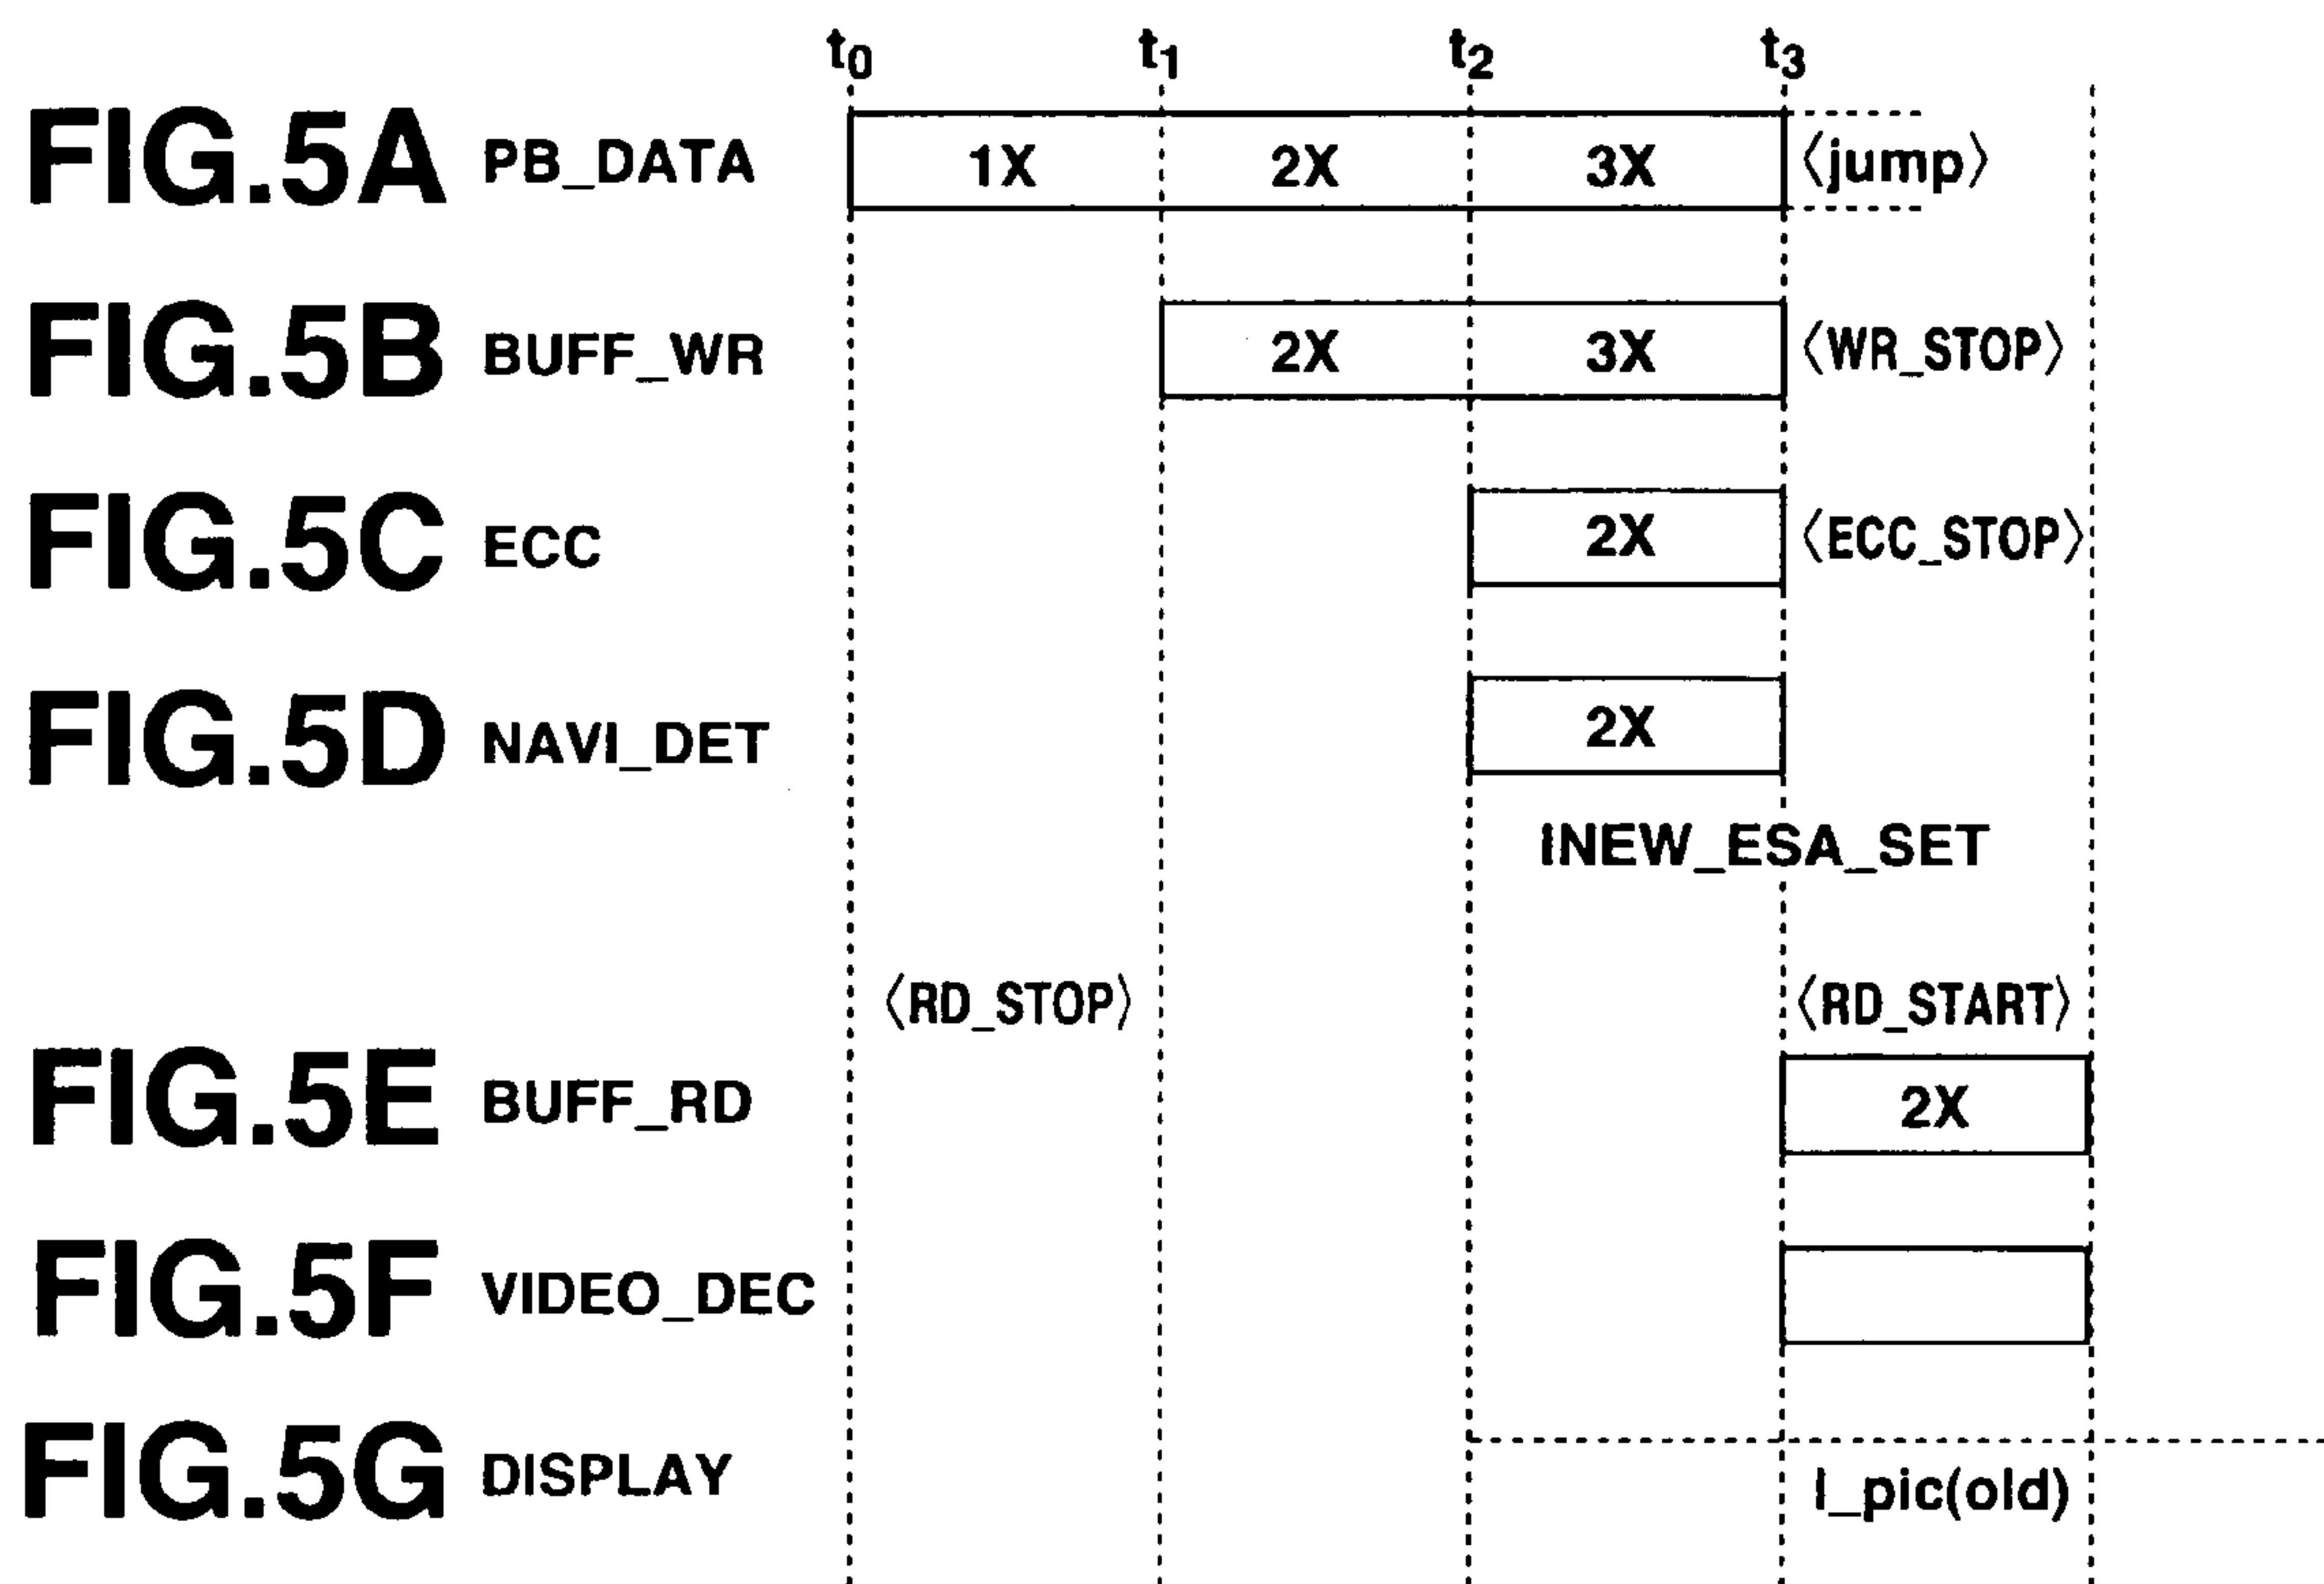 t0 t1 t2 t3
FIG.5A PB_DATA 1X 2X 3X 〈jump〉
FIG.5B BUFF_WR 2X 3X 〈WR_STOP〉
FIG.5C ECC 2X 〈ECC_STOP〉
FIG.5D NAVI_DET 2X
INEW_ESA_SET
〈RD_STOP〉 〈RD_START〉
FIG.5E BUFF_RD 2X
FIG.5F VIDEO_DEC
FIG.5G DISPLAY I_pic(old)